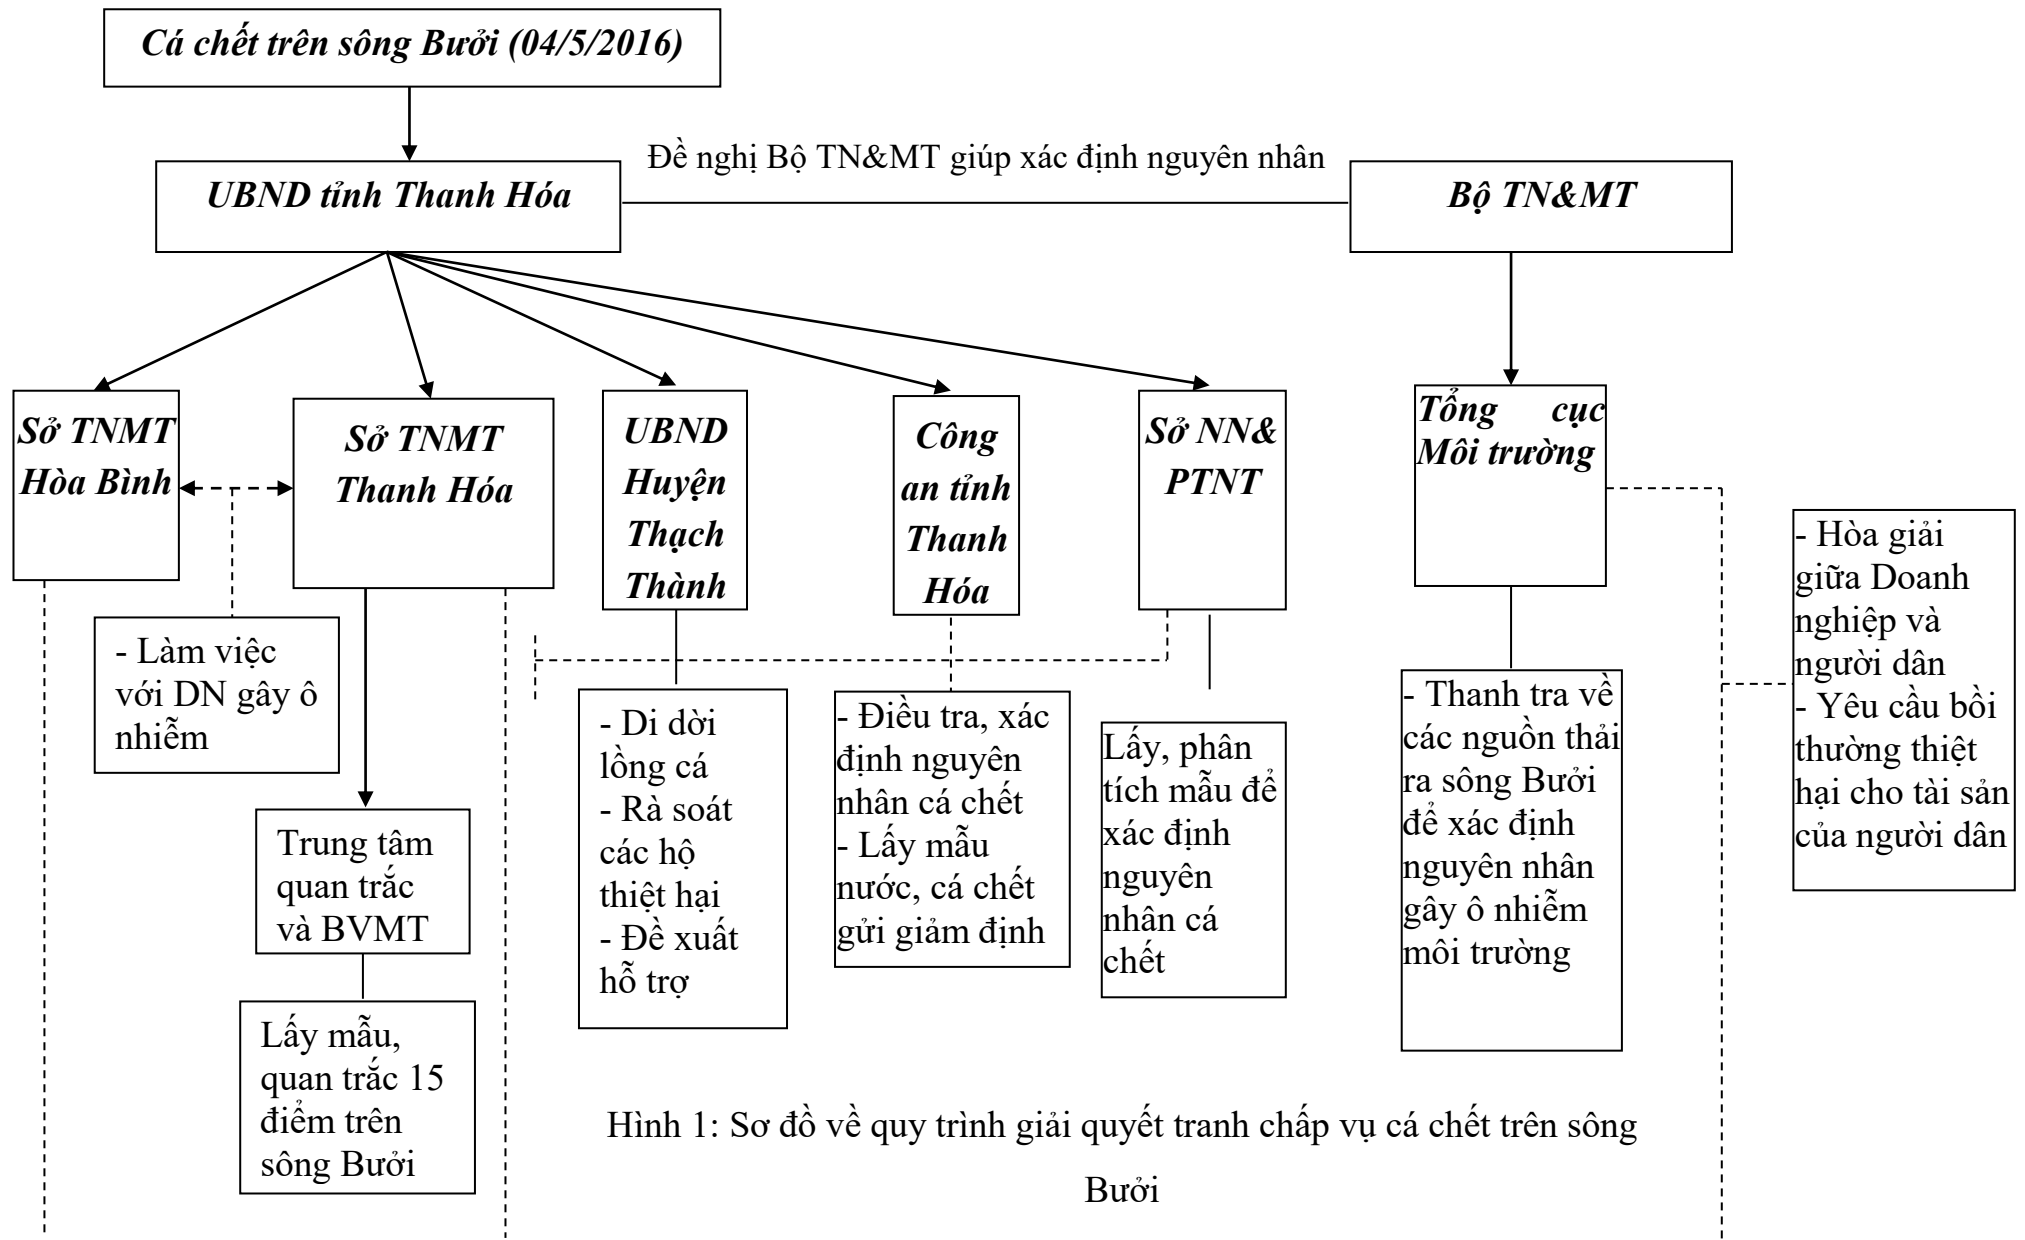 Cá chết trên sông Bưởi (04/5/2016)
Đề nghị Bộ TN&MT giúp xác định nguyên nhân
UBND tỉnh Thanh Hóa
Bộ TN&MT
Sở TNMT
Hòa Bình
Sở TNMT
Thanh Hóa
UBND
Huyện
Thạch
Thành
Công
an tỉnh
Thanh
Hóa
Sở NN&
PTNT
Tổng cục
Môi trường
- Hòa giải
giữa Doanh
nghiệp và
người dân
- Yêu cầu bồi
thường thiệt
hại cho tài sản
của người dân
- Làm việc
với DN gây ô
nhiễm
Trung tâm
quan trắc
và BVMT
Lấy mẫu,
quan trắc 15
điểm trên
sông Bưởi
- Di dời
lồng cá
- Rà soát
các hộ
thiệt hại
- Đề xuất
hỗ trợ
- Điều tra, xác
định nguyên
nhân cá chết
- Lấy mẫu
nước, cá chết
gửi giảm định
Lấy, phân
tích mẫu để
xác định
nguyên
nhân cá
chết
- Thanh tra về
các nguồn thải
ra sông Bưởi
để xác định
nguyên nhân
gây ô nhiễm
môi trường
Hình 1: Sơ đồ về quy trình giải quyết tranh chấp vụ cá chết trên sông
Bưởi